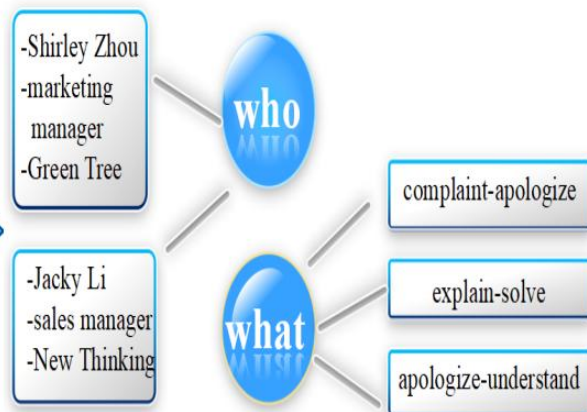 -Shirley Zhou
-marketing
manager
-Green Tree
who
-Jacky Li
-sales manager
-New Thinking
what
complaint-apologize
explain-solve
apologize-understand